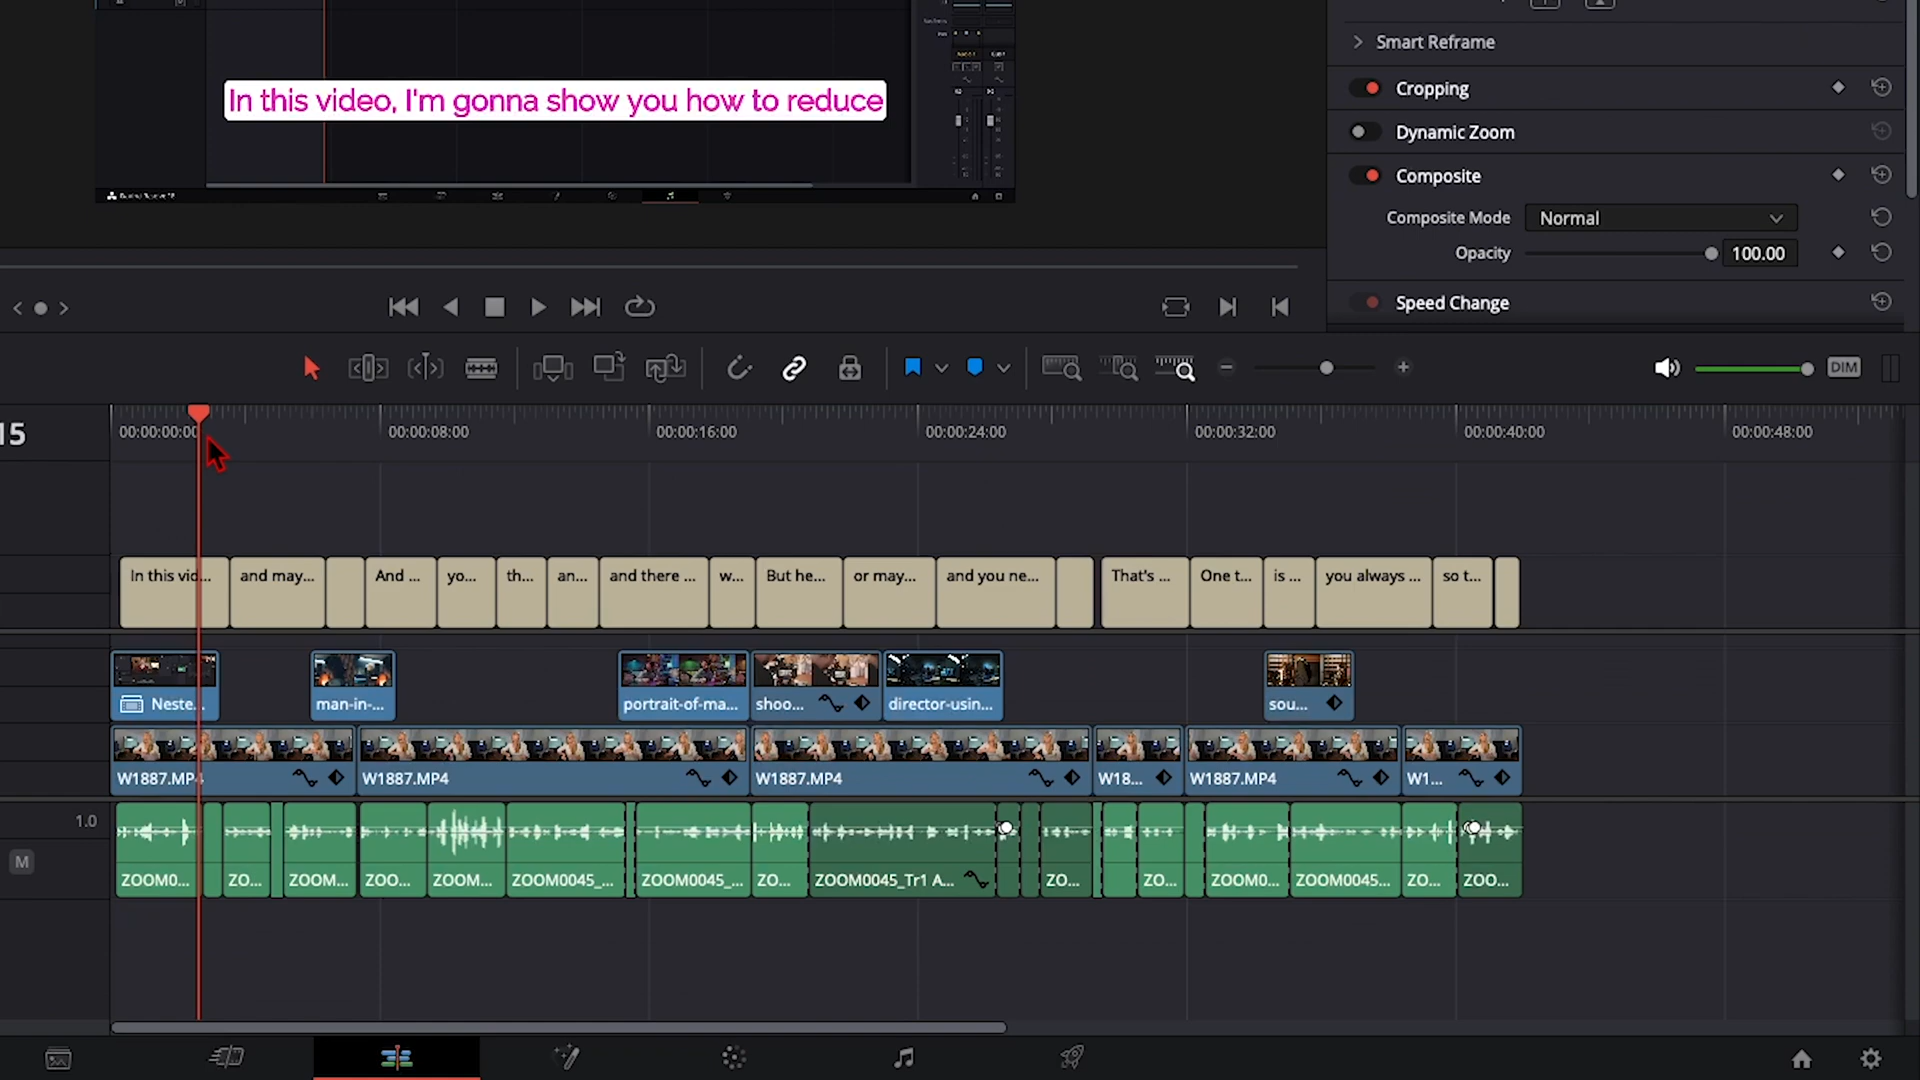 Smart Reframe
In this video, I'm gonna show you how to reduce
Cropping
Dynamic Zoom
Composite
Composite Mode Normal
Opacity 100.00
Speed Change
DIM
15
00:00:00:00 00:00:08:00 00:00:16:00 00:00:24:00 00:00:32:00 00:00:40:00 00:00:48:00
In this vid... and may... And ... yo... th... an... and there ... w... But he... or may... and you ne... That's ... One t... is ... you always ... so t...
Neste... man-in-... portrait-of-ma... shoo... director-usin... sou...
W1887.MP4 W1887.MP4 W1887.MP4 W18... W1887.MP4 W1...
1.0
M
ZOOM0... ZO... ZOOM... ZOO... ZOOM... ZOOM0045_... ZOOM0045_... ZO... ZOOM0045_Tr1 A... ZO... ZO... ZOOM0... ZOOM0045... ZO... ZOO...